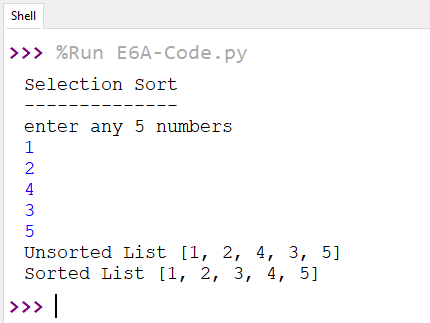 Shell
>>> %Run E6A-Code.py
Selection Sort
--------------
enter any 5 numbers
1
2
4
3
5
Unsorted List [1, 2, 4, 3, 5]
Sorted List [1, 2, 3, 4, 5]
>>>